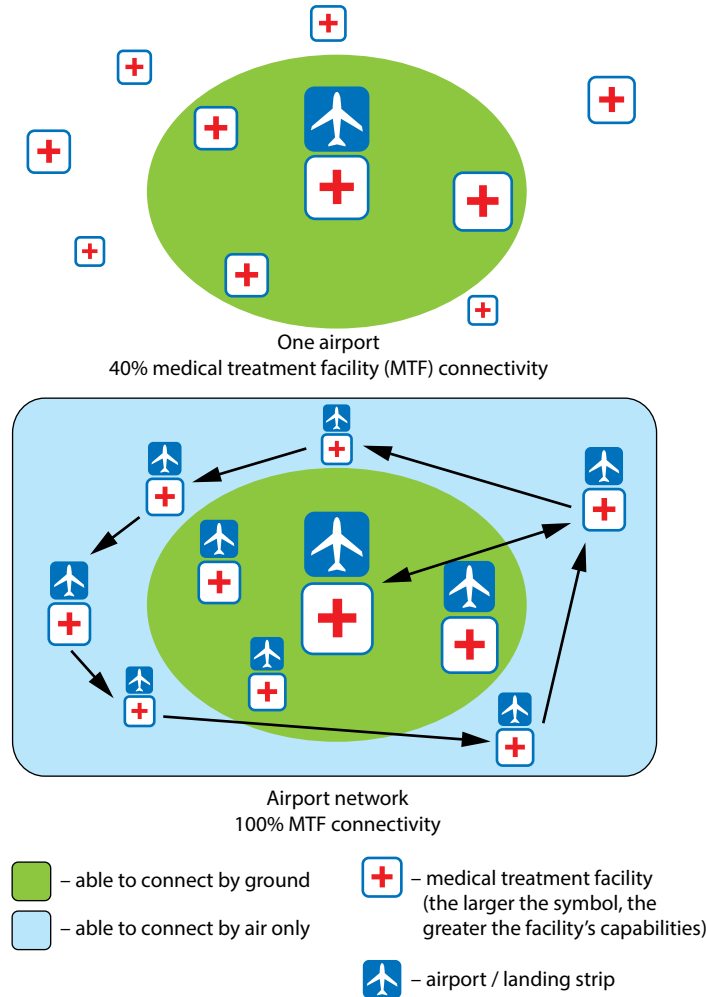 One airport
40% medical treatment facility (MTF) connectivity
Airport network
100% MTF connectivity
– able to connect by ground
– able to connect by air only
– medical treatment facility
(the larger the symbol, the
greater the facility’s capabilities)
– airport / landing strip